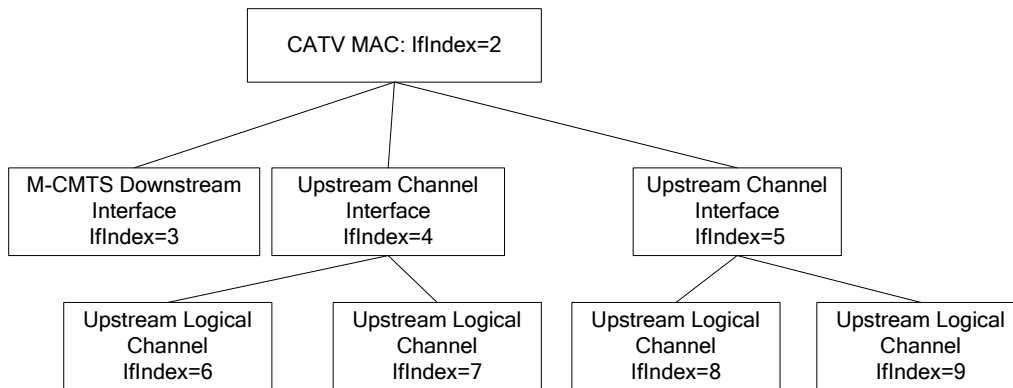 CATV MAC: IfIndex=2
M-CMTS Downstream
Interface
IfIndex=3
Upstream Channel
Interface
IfIndex=4
Upstream Channel
Interface
IfIndex=5
Upstream Logical
Channel
IfIndex=6
Upstream Logical
Channel
IfIndex=7
Upstream Logical
Channel
IfIndex=8
Upstream Logical
Channel
IfIndex=9